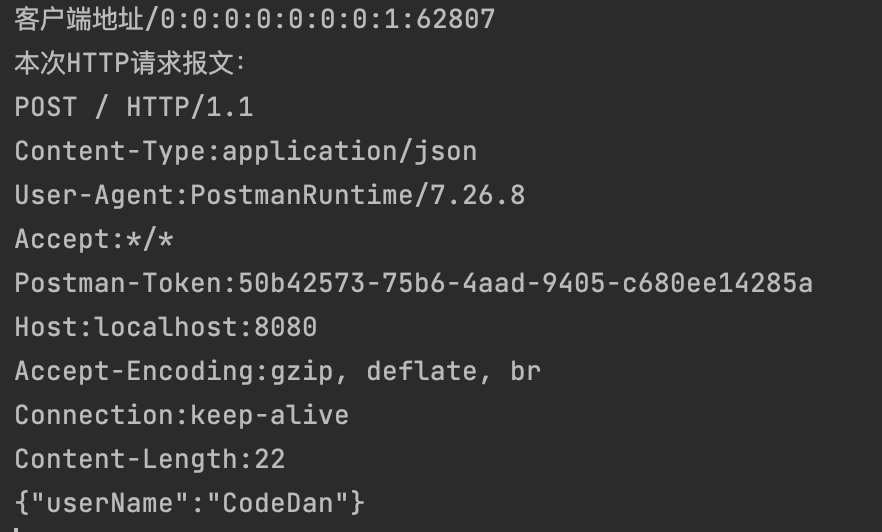 客户端地址/0:0:0:0:0:0:0:1:62807
本次HTTP请求报文:
POST / HTTP/1.1
Content-Type:application/json
User-Agent:PostmanRuntime/7.26.8
Accept:*/*
Postman-Token:50b42573-75b6-4aad-9405-c680ee14285a
Host:localhost:8080
Accept-Encoding:gzip, deflate, br
Connection:keep-alive
Content-Length:22
{"userName":"CodeDan"}